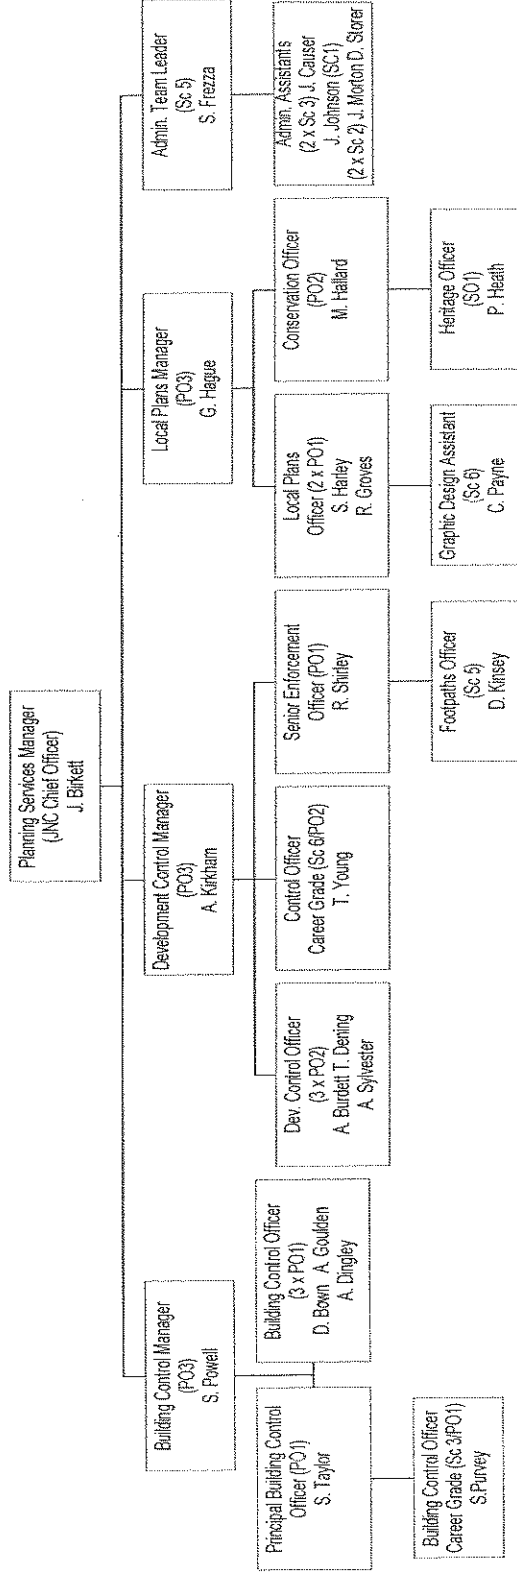 Planning Services Manager
(JNC Chief Officer)
J. Birkett
Building Control Manager
(PO3)
S. Powell
Development Control Manager
(PO3)
A. Kirkham
Local Plans Manager
(PO3)
G. Hague
Admin. Team Leader
(Sc 5)
S. Frezza
Principal Building Control
Officer (PO1)
S. Taylor
Building Control Officer
(3 x PO1)
D. Bown A. Goulden
A. Dingley
Dev. Control Officer
(3 x PO2)
A. Burdett T. Dening
A. Sylvester
Control Officer
Career Grade (Sc 6/PO2)
T. Young
Senior Enforcement
Officer (PO1)
R. Shirley
Local Plans
Officer (2 x PO1)
S. Harley
R. Groves
Conservation Officer
(PO2)
M. Hallard
Admin. Assistants
(2 x Sc 3) J. Causer
J. Johnson (SC1)
(2 x Sc 2) J. Morton D. Storer
Building Control Officer
Career Grade (Sc 3/PO1)
S.Purvey
Footpaths Officer
(Sc 5)
D. Kinsey
Graphic Design Assistant
(Sc 6)
C. Payne
Heritage Officer
(SO1)
P. Heath